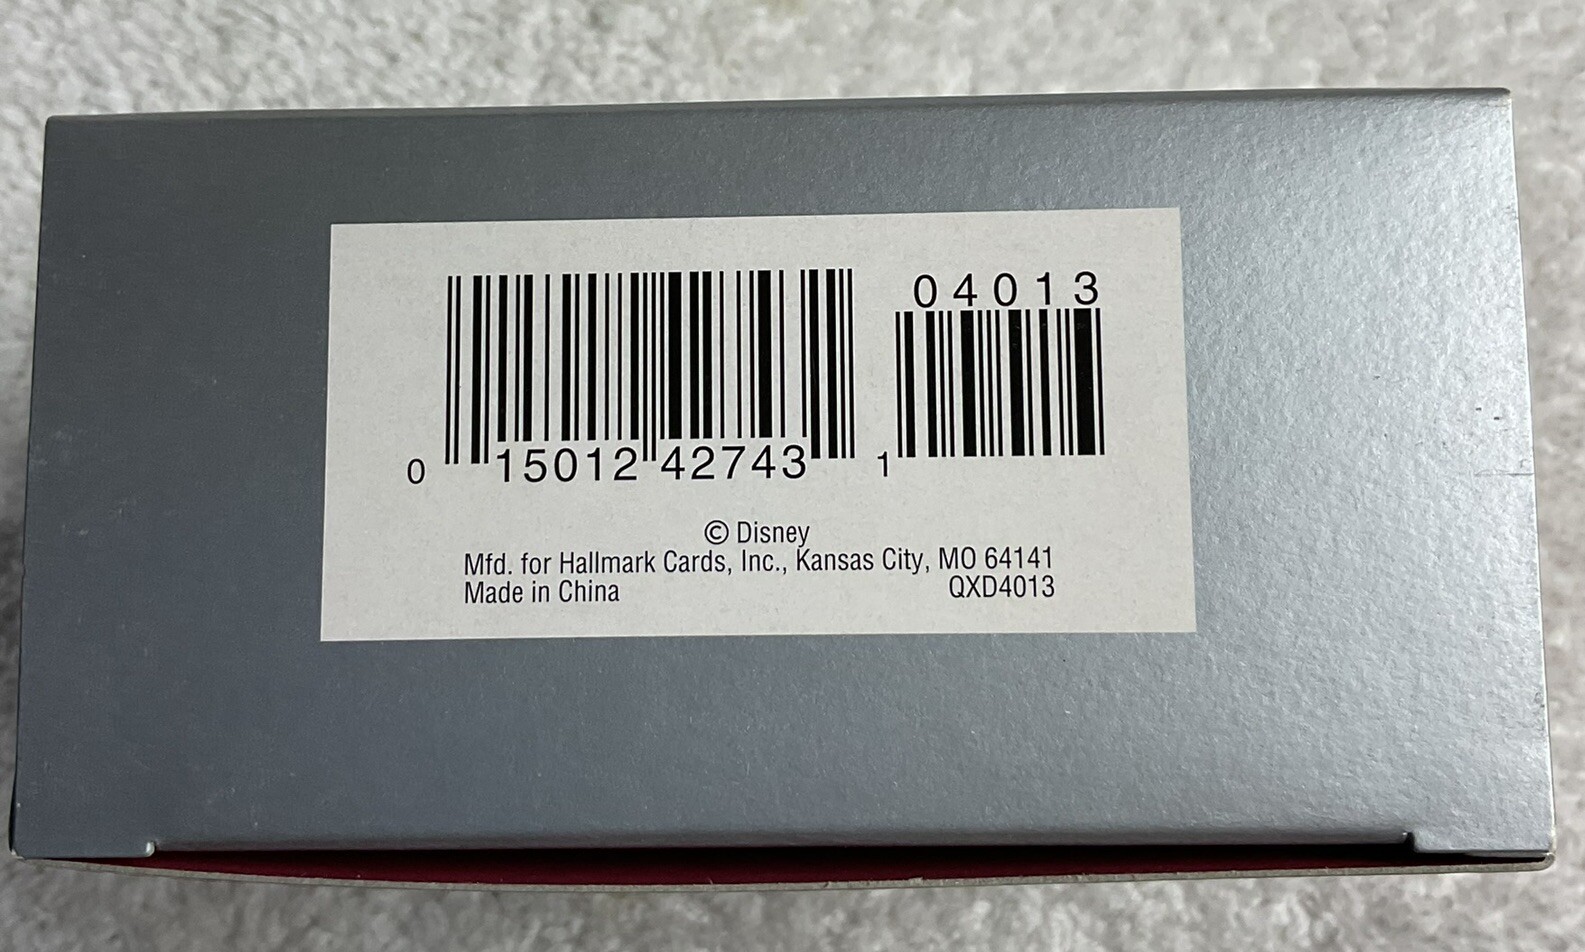 04013
0 15012 42743 1
© Disney
Mfd. for Hallmark Cards, Inc., Kansas City, MO 64141
Made in China QXD4013